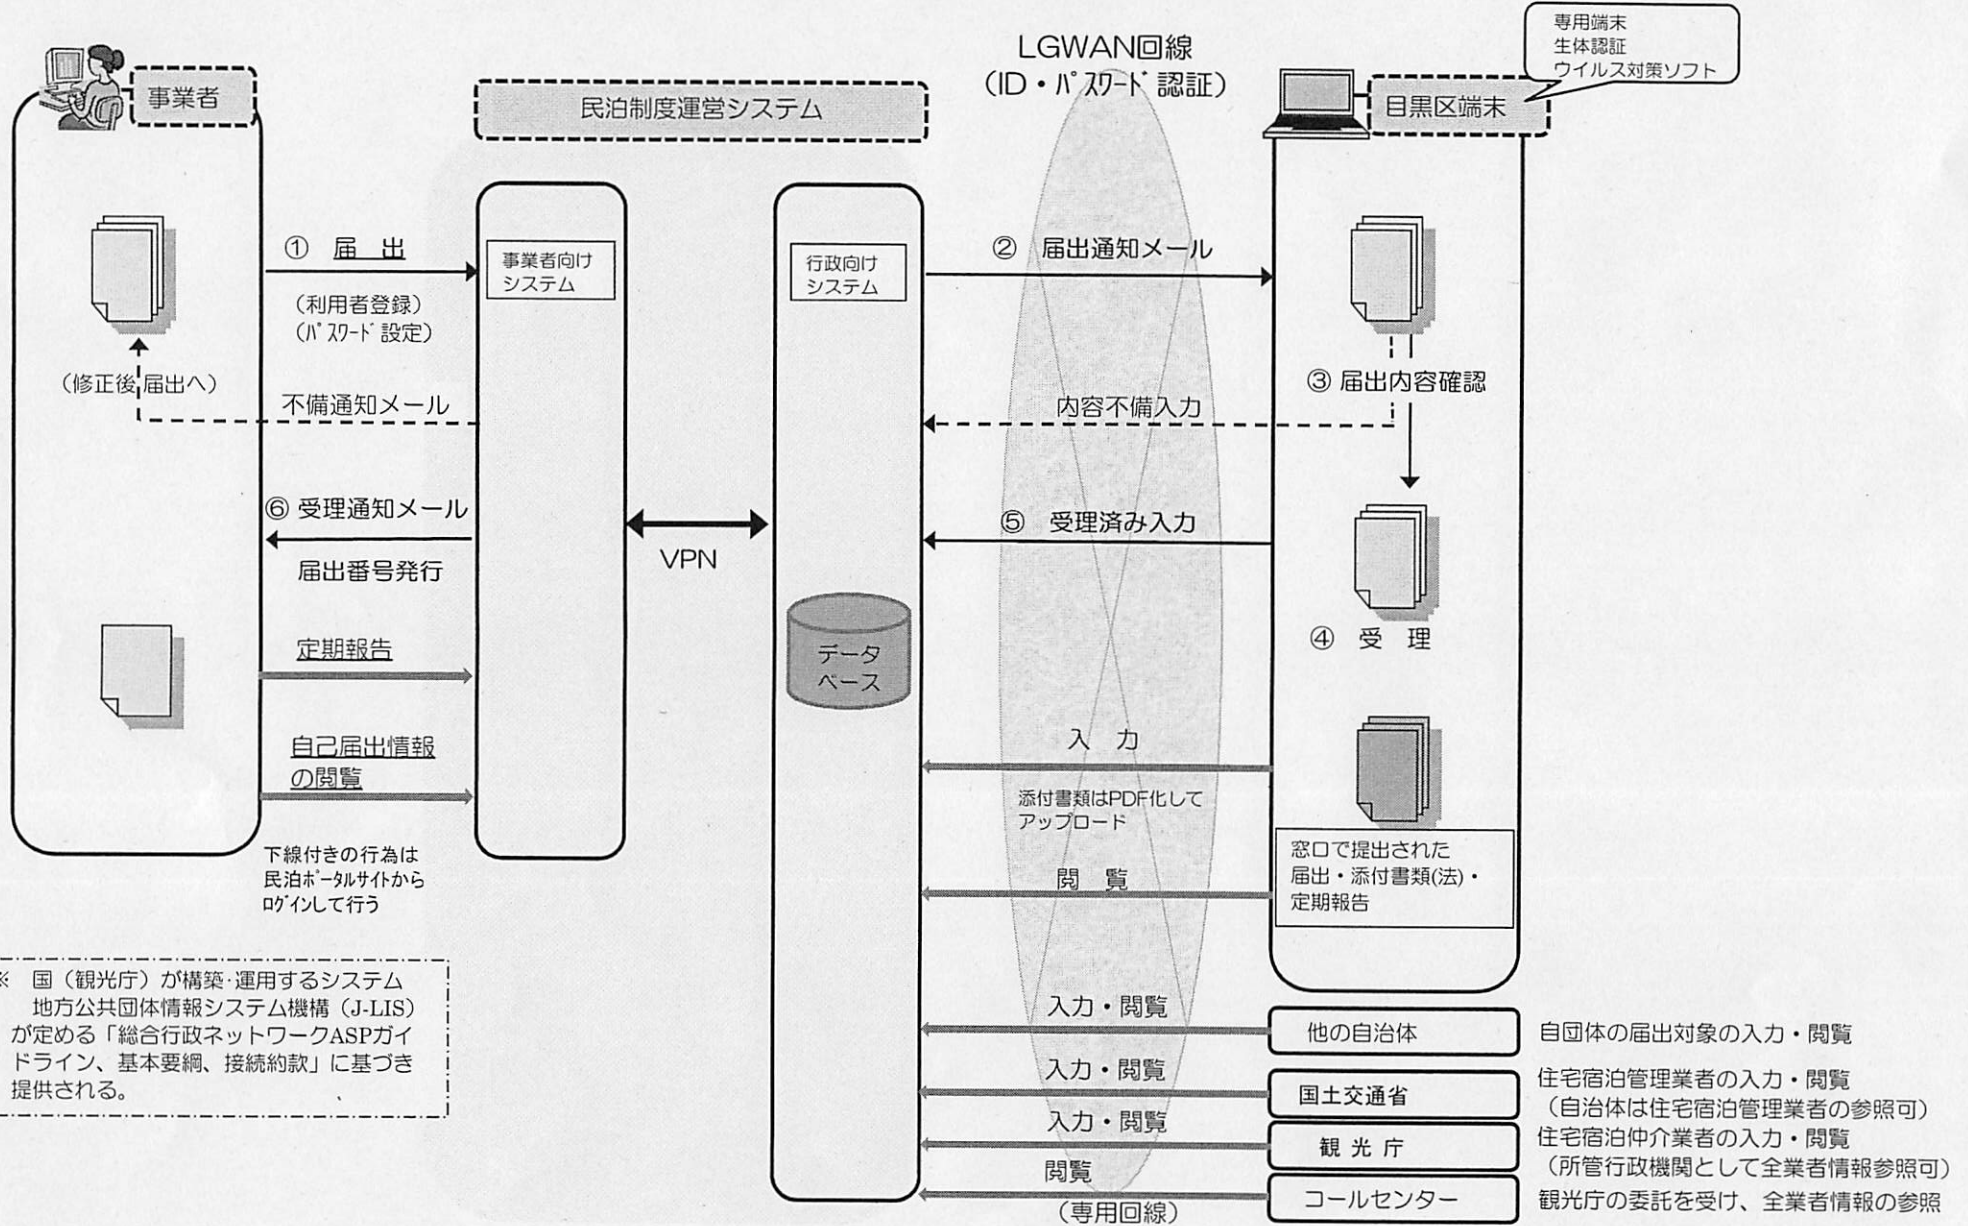 専用端末
生体認証
ウイルス対策ソフト
LGWAN回線
（ID・パスワード認証）
事業者
民泊制度運営システム
目黒区端末
① 届 出
（利用者登録）
（パスワード設定）
事業者向け
システム
行政向け
システム
② 届出通知メール
（修正後 届出へ）
不備通知メール
内容不備入力
③ 届出内容確認
⑥ 受理通知メール
届出番号発行
VPN
⑤ 受理済み入力
④ 受 理
定期報告
データ
ベース
自己届出情報
の閲覧
入 力
添付書類はPDF化して
アップロード
下線付きの行為は
民泊ポータルサイトから
ログインして行う
閲 覧
窓口で提出された
届出・添付書類(法)・
定期報告
※ 国（観光庁）が構築・運用するシステム
地方公共団体情報システム機構（J-LIS）
が定める「総合行政ネットワークASPガイ
ドライン、基本要綱、接続約款」に基づき
提供される。
入力・閲覧
他の自治体
自団体の届出対象の入力・閲覧
入力・閲覧
国土交通省
住宅宿泊管理業者の入力・閲覧
（自治体は住宅宿泊管理業者の参照可）
入力・閲覧
観 光 庁
住宅宿泊仲介業者の入力・閲覧
（所管行政機関として全業者情報参照可）
閲覧
（専用回線）
コールセンター
観光庁の委託を受け、全業者情報の参照